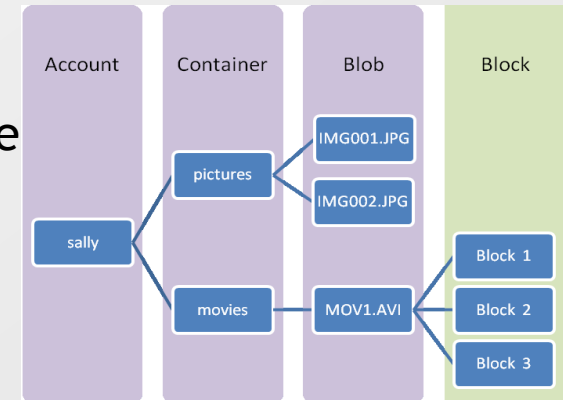 Account Container Blob Block
e
IMG001.JPG
pictures
IMG002.JPG
sally
Block 1
movies
MOV1.AVI
Block 2
Block 3